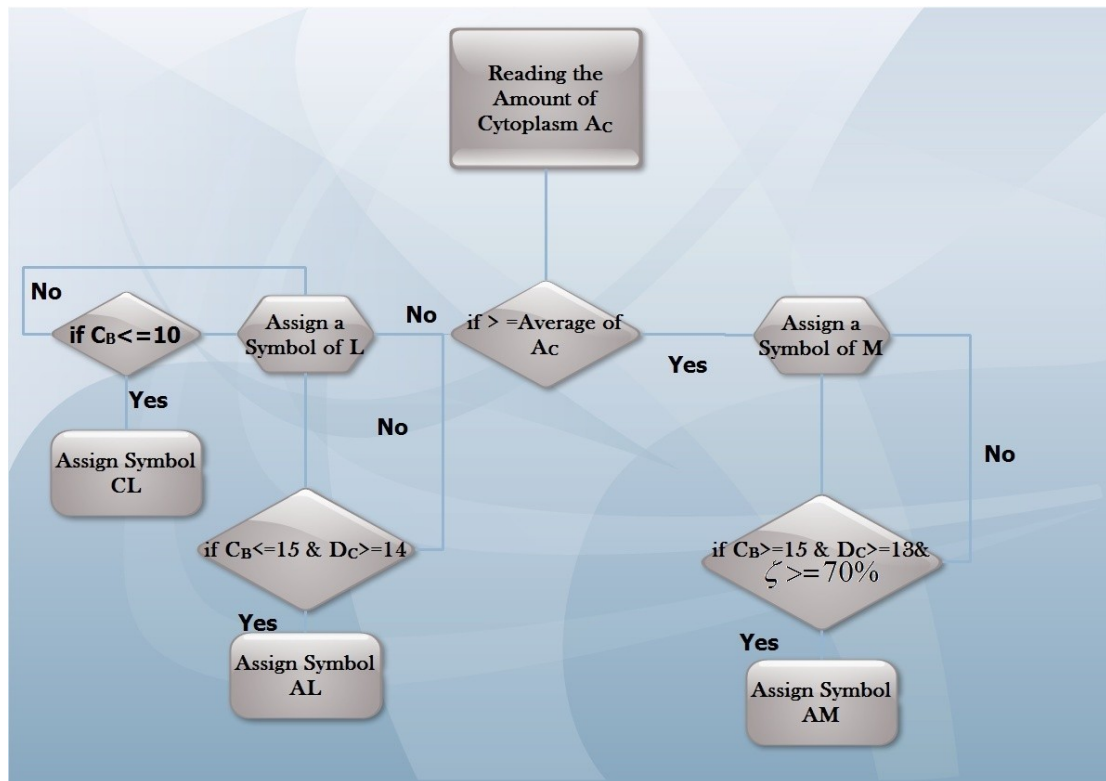 Reading the
Amount of
Cytoplasm AC
No
if CB<=10
Assign a
Symbol of L
No
if > =Average of
AC
Yes
Assign a
Symbol of M
Yes
Assign Symbol
CL
No
No
if CB<=15 & DC>=14
if CB>=15 & DC>=13&
ζ >=70%
Yes
Assign Symbol
AL
Yes
Assign Symbol
AM